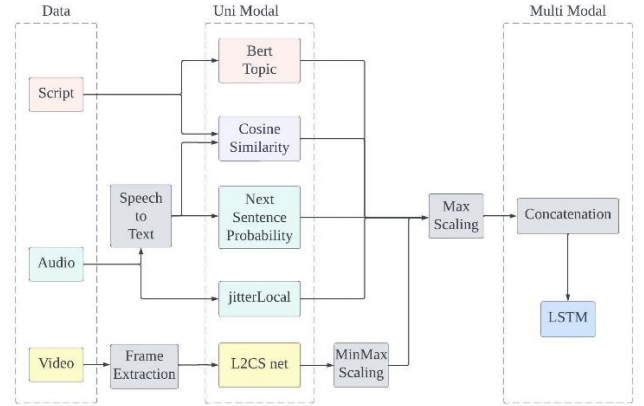 Data
Uni Modal
Multi Modal
Script
Bert
Topic
Cosine
Similarity
Speech
to
Text
Next
Sentence
Probability
Max
Scaling
Concatenation
Audio
jitterLocal
LSTM
Video
Frame
Extraction
L2CS net
MinMax
Scaling